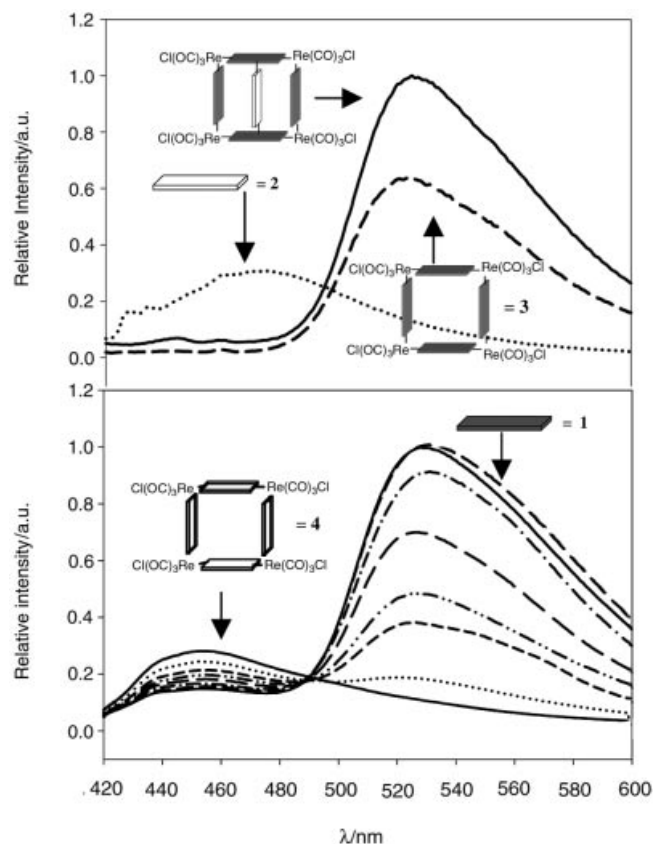 Relative Intensity/a.u.
1.2
1.0
0.8
0.6
0.4
0.2
0.0
Cl(OC)₃Re Re(CO)₃Cl
Cl(OC)₃Re Re(CO)₃Cl
= 2
Cl(OC)₃Re Re(CO)₃Cl
= 3
Cl(OC)₃Re Re(CO)₃Cl
Relative intensity/a.u.
1.2
1.0
0.8
0.6
0.4
0.2
0.0
= 1
Cl(OC)₃Re Re(CO)₃Cl
= 4
Cl(OC)₃Re Re(CO)₃Cl
420 440 460 480 500 520 540 560 580 600
λ/nm